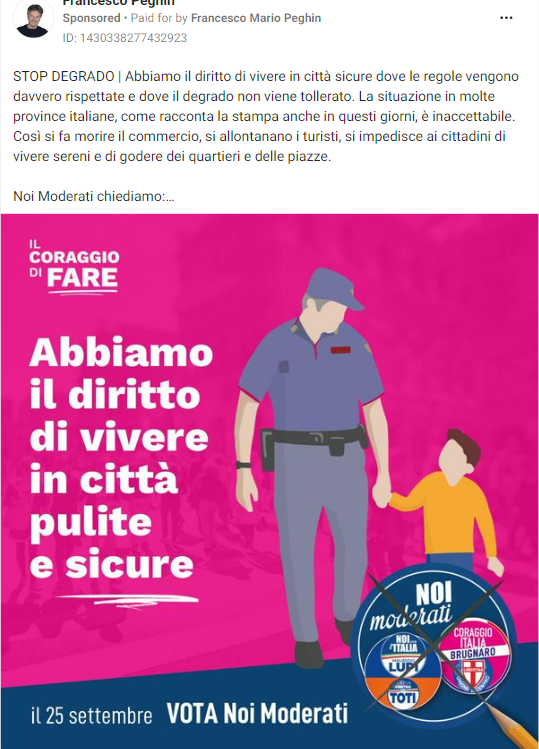 Francesco Peghin
Sponsored • Paid for by Francesco Mario Peghin
ID: 1430338277432923
STOP DEGRADO | Abbiamo il diritto di vivere in città sicure dove le regole vengono
davvero rispettate e dove il degrado non viene tollerato. La situazione in molte
province italiane, come racconta la stampa anche in questi giorni, è inaccettabile.
Così si fa morire il commercio, si allontanano i turisti, si impedisce ai cittadini di
vivere sereni e di godere dei quartieri e delle piazze.
Noi Moderati chiediamo:...
IL
CORAGGIO
DI FARE
Abbiamo
il diritto
di vivere
in città
pulite
e sicure
NOI
moderati
NOI
L'ITALIA
LUPI
TOTI
CORAGGIO
ITALIA
BRUGNARO
LIBERTAS
il 25 settembre VOTA Noi Moderati